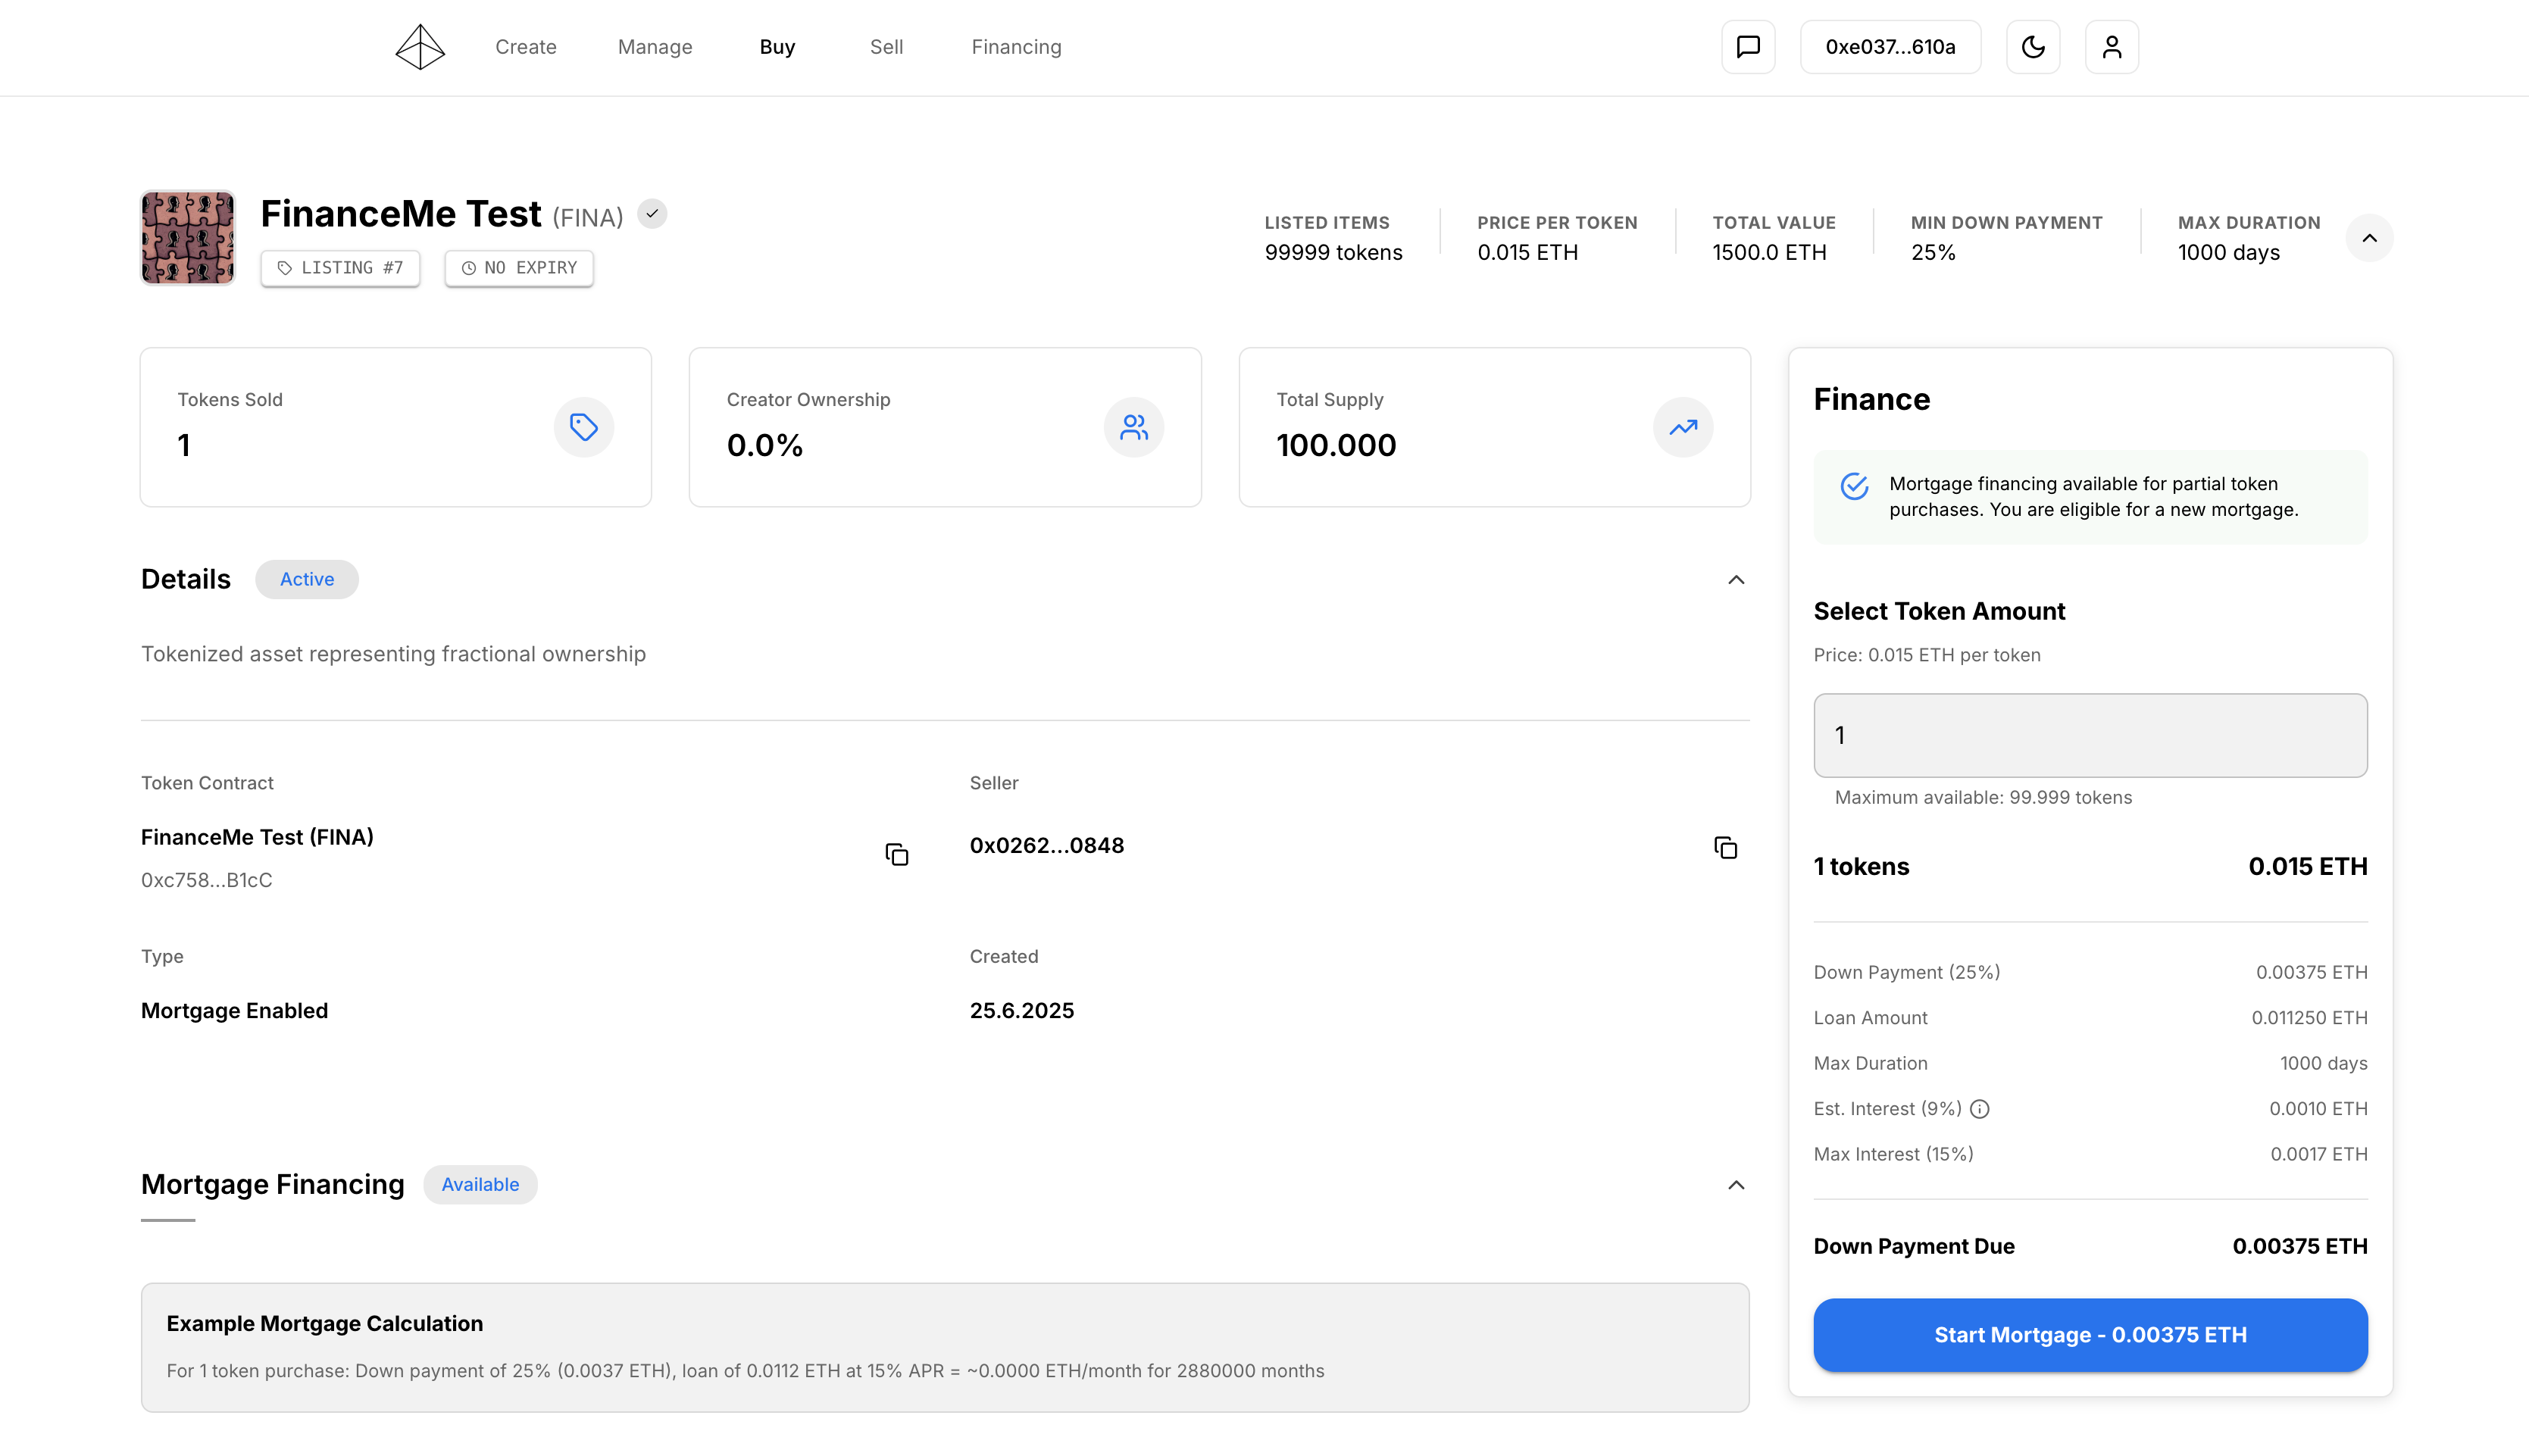 Create
Manage
Buy
Sell
Financing
0xe037...610a
FinanceMe Test (FINA)
LISTING #7
NO EXPIRY
LISTED ITEMS
99999 tokens
PRICE PER TOKEN
0.015 ETH
TOTAL VALUE
1500.0 ETH
MIN DOWN PAYMENT
25%
MAX DURATION
1000 days
Tokens Sold
1
Creator Ownership
0.0%
Total Supply
100.000
Details
Active
Tokenized asset representing fractional ownership
Token Contract
FinanceMe Test (FINA)
0xc758...B1cC
Seller
0x0262...0848
Type
Mortgage Enabled
Created
25.6.2025
Mortgage Financing
Available
Example Mortgage Calculation
For 1 token purchase: Down payment of 25% (0.0037 ETH), loan of 0.0112 ETH at 15% APR = ~0.0000 ETH/month for 2880000 months
Finance
Mortgage financing available for partial token
purchases. You are eligible for a new mortgage.
Select Token Amount
Price: 0.015 ETH per token
1
Maximum available: 99.999 tokens
1 tokens 0.015 ETH
Down Payment (25%) 0.00375 ETH
Loan Amount 0.011250 ETH
Max Duration 1000 days
Est. Interest (9%) 0.0010 ETH
Max Interest (15%) 0.0017 ETH
Down Payment Due 0.00375 ETH
Start Mortgage - 0.00375 ETH